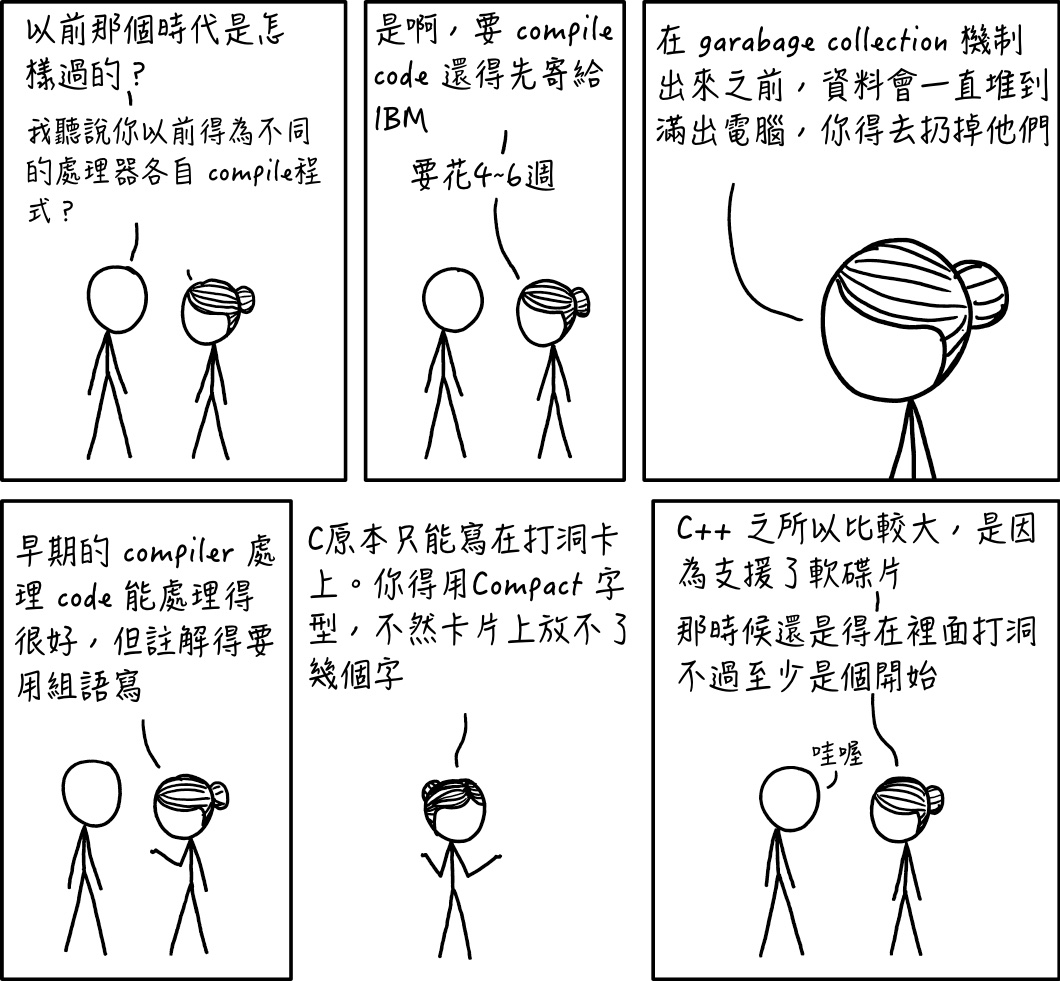 以前那個時代是怎
樣過的？
我聽說你以前得為不同
的處理器各自 compile程
式？
是啊，要 compile
code 還得先寄給
IBM
要花4~6週
在 garabage collection 機制
出來之前，資料會一直堆到
滿出電腦，你得去扔掉他們
早期的 compiler 處
理 code 能處理得
很好，但註解得要
用組語寫
C原本只能寫在打洞卡
上。你得用Compact 字
型，不然卡片上放不了
幾個字
C++ 之所以比較大，是因
為支援了軟碟片
那時候還是得在裡面打洞
不過至少是個開始
哇喔